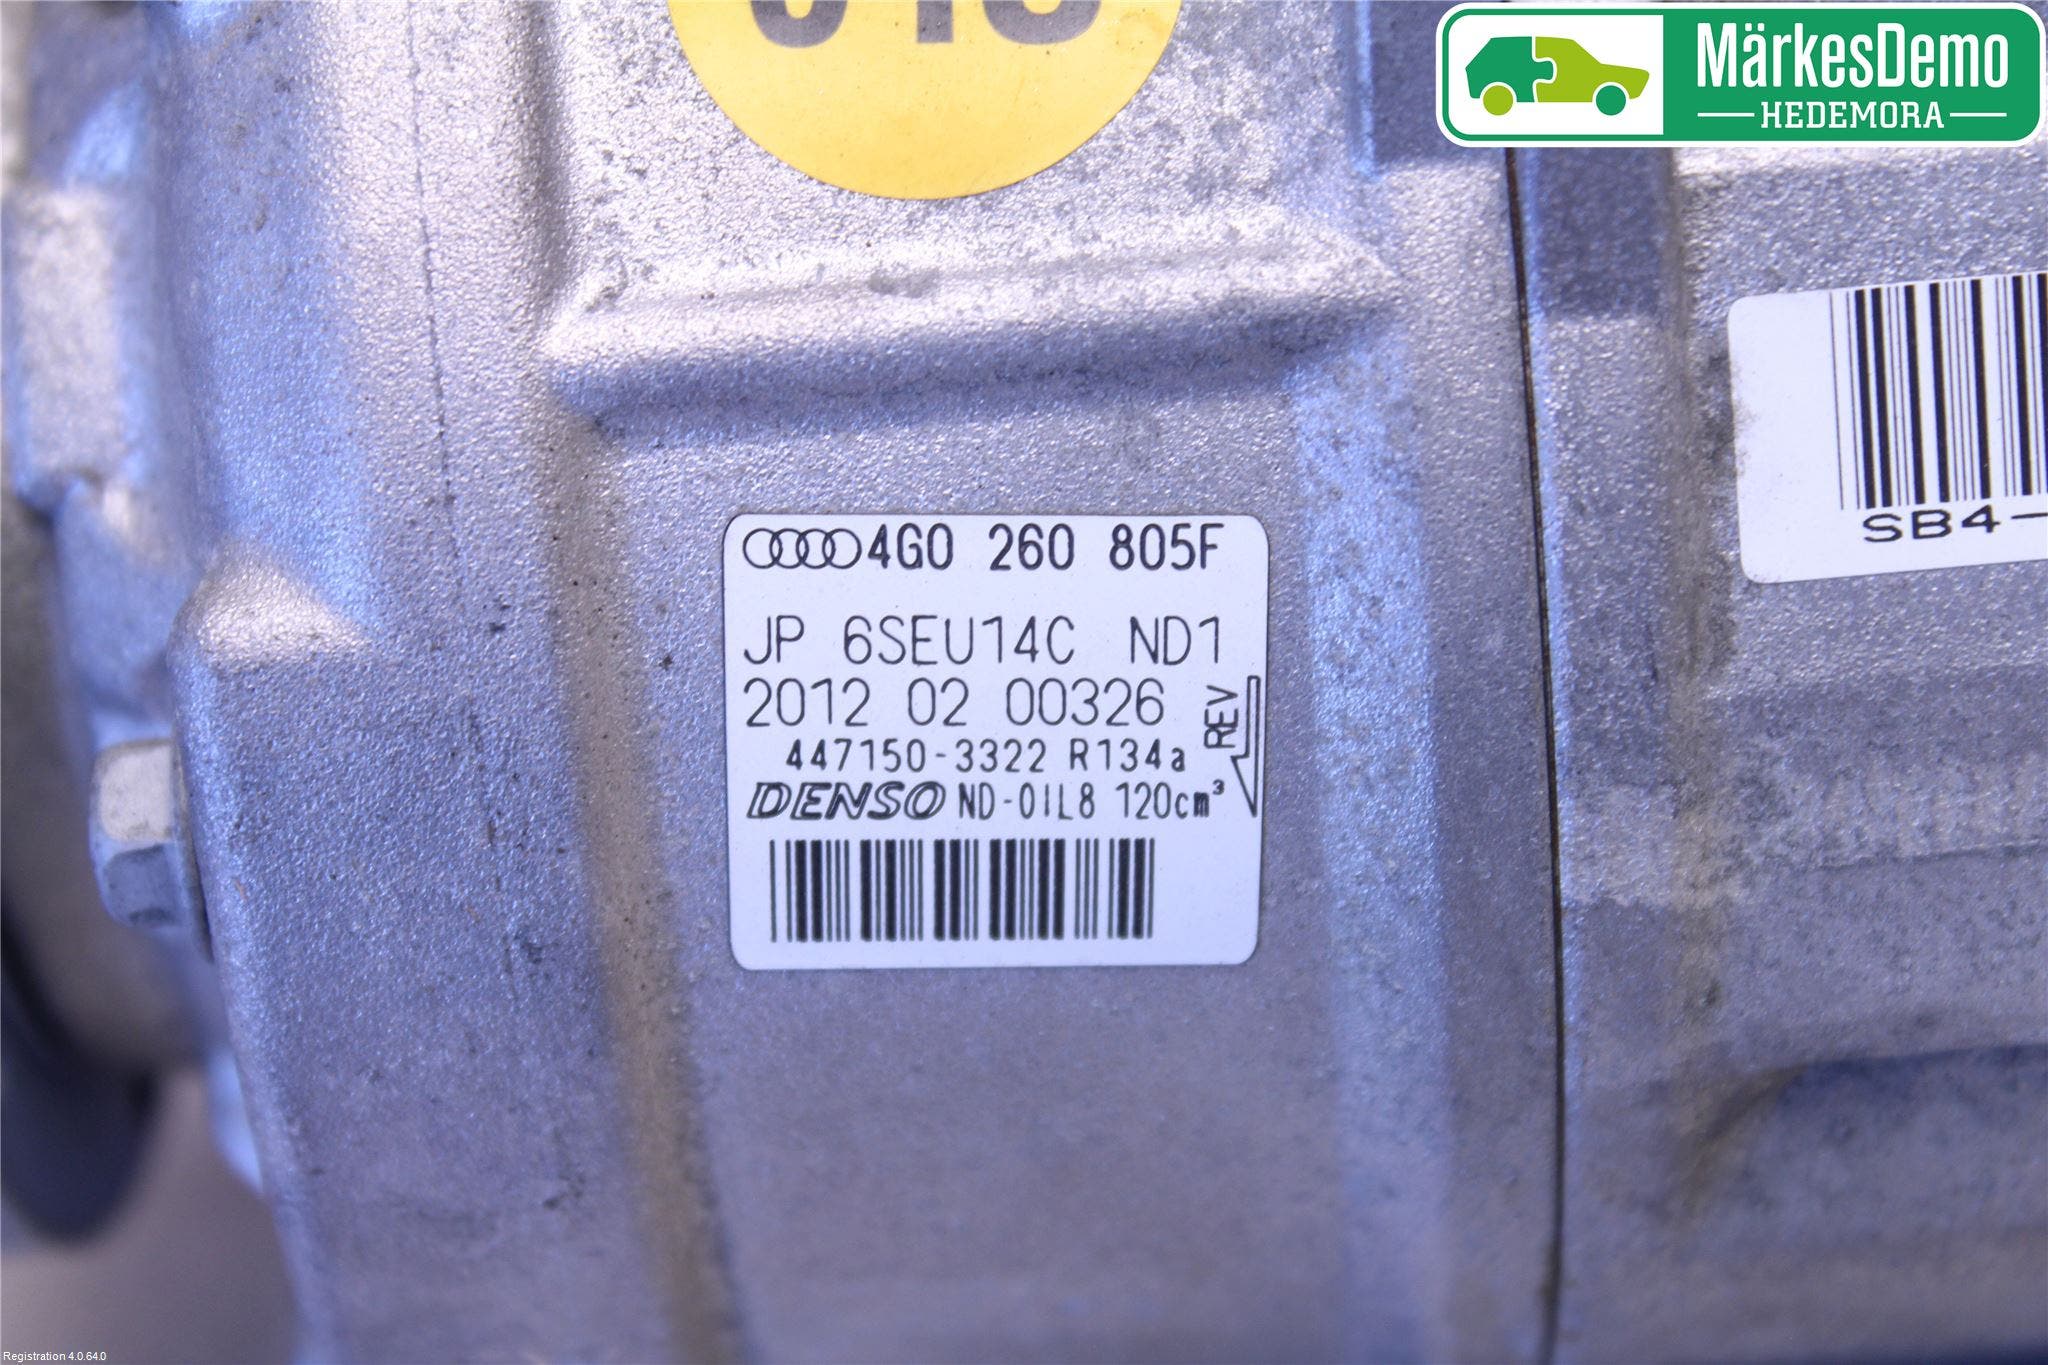 MärkesDemo
HEDEMORA
SB4-
4G0 260 805F
JP 6SEU14C ND1
2012 02 00326
447150-3322 R134a
REV
DENSO ND-OIL8 120cm³
Registration 4.0.64.0